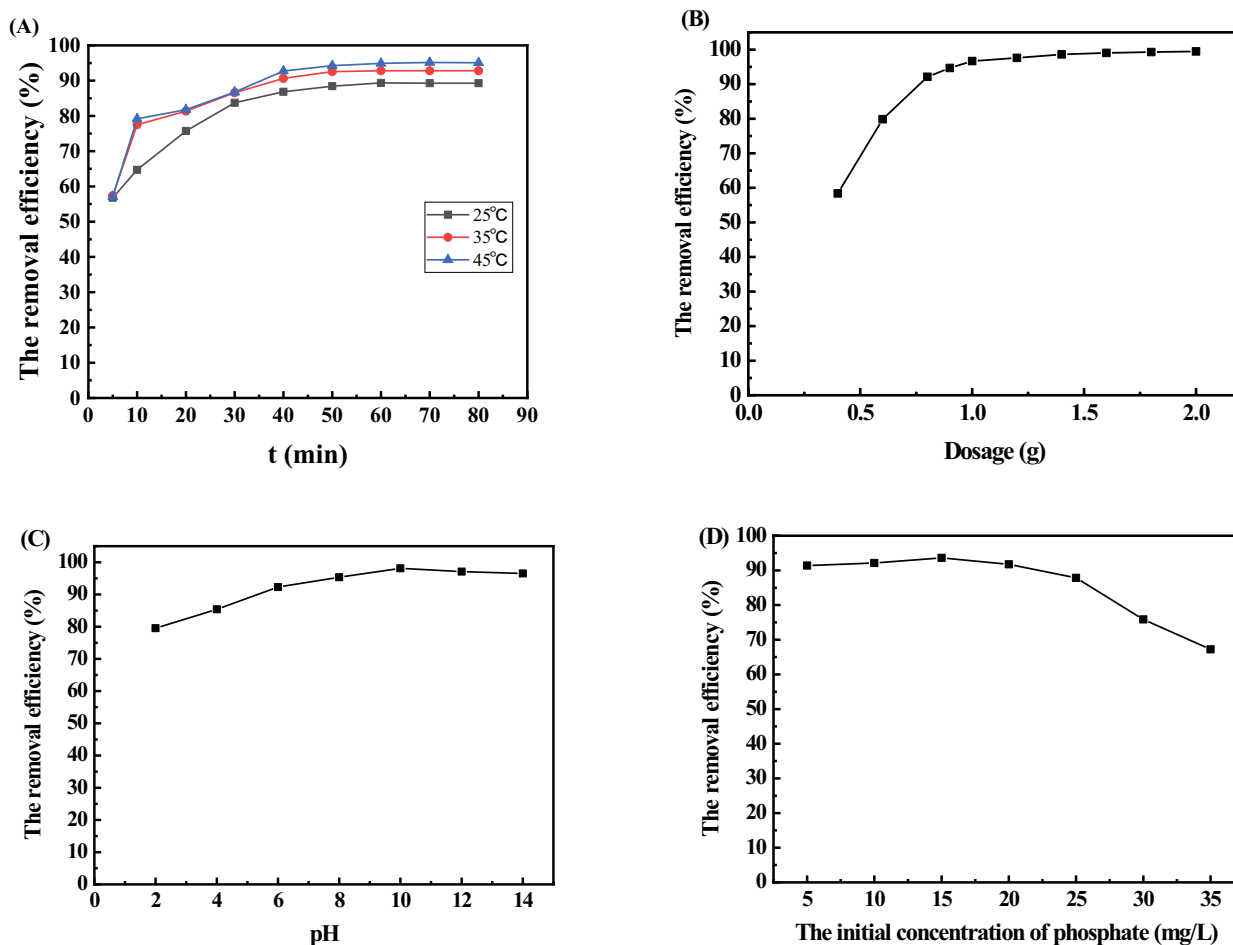 (A)
The removal efficiency (%)
100
90
80
70
60
50
40
30
20
10
0
0 10 20 30 40 50 60 70 80 90
t (min)
25℃
35℃
45℃
(B)
The removal efficiency (%)
100
90
80
70
60
50
40
30
20
10
0
0.0 0.5 1.0 1.5 2.0
Dosage (g)
(C)
The removal efficiency (%)
100
90
80
70
60
50
40
30
20
10
0
0 2 4 6 8 10 12 14
pH
(D)
The removal efficiency (%)
100
90
80
70
60
50
40
30
20
10
0
5 10 15 20 25 30 35
The initial concentration of phosphate (mg/L)